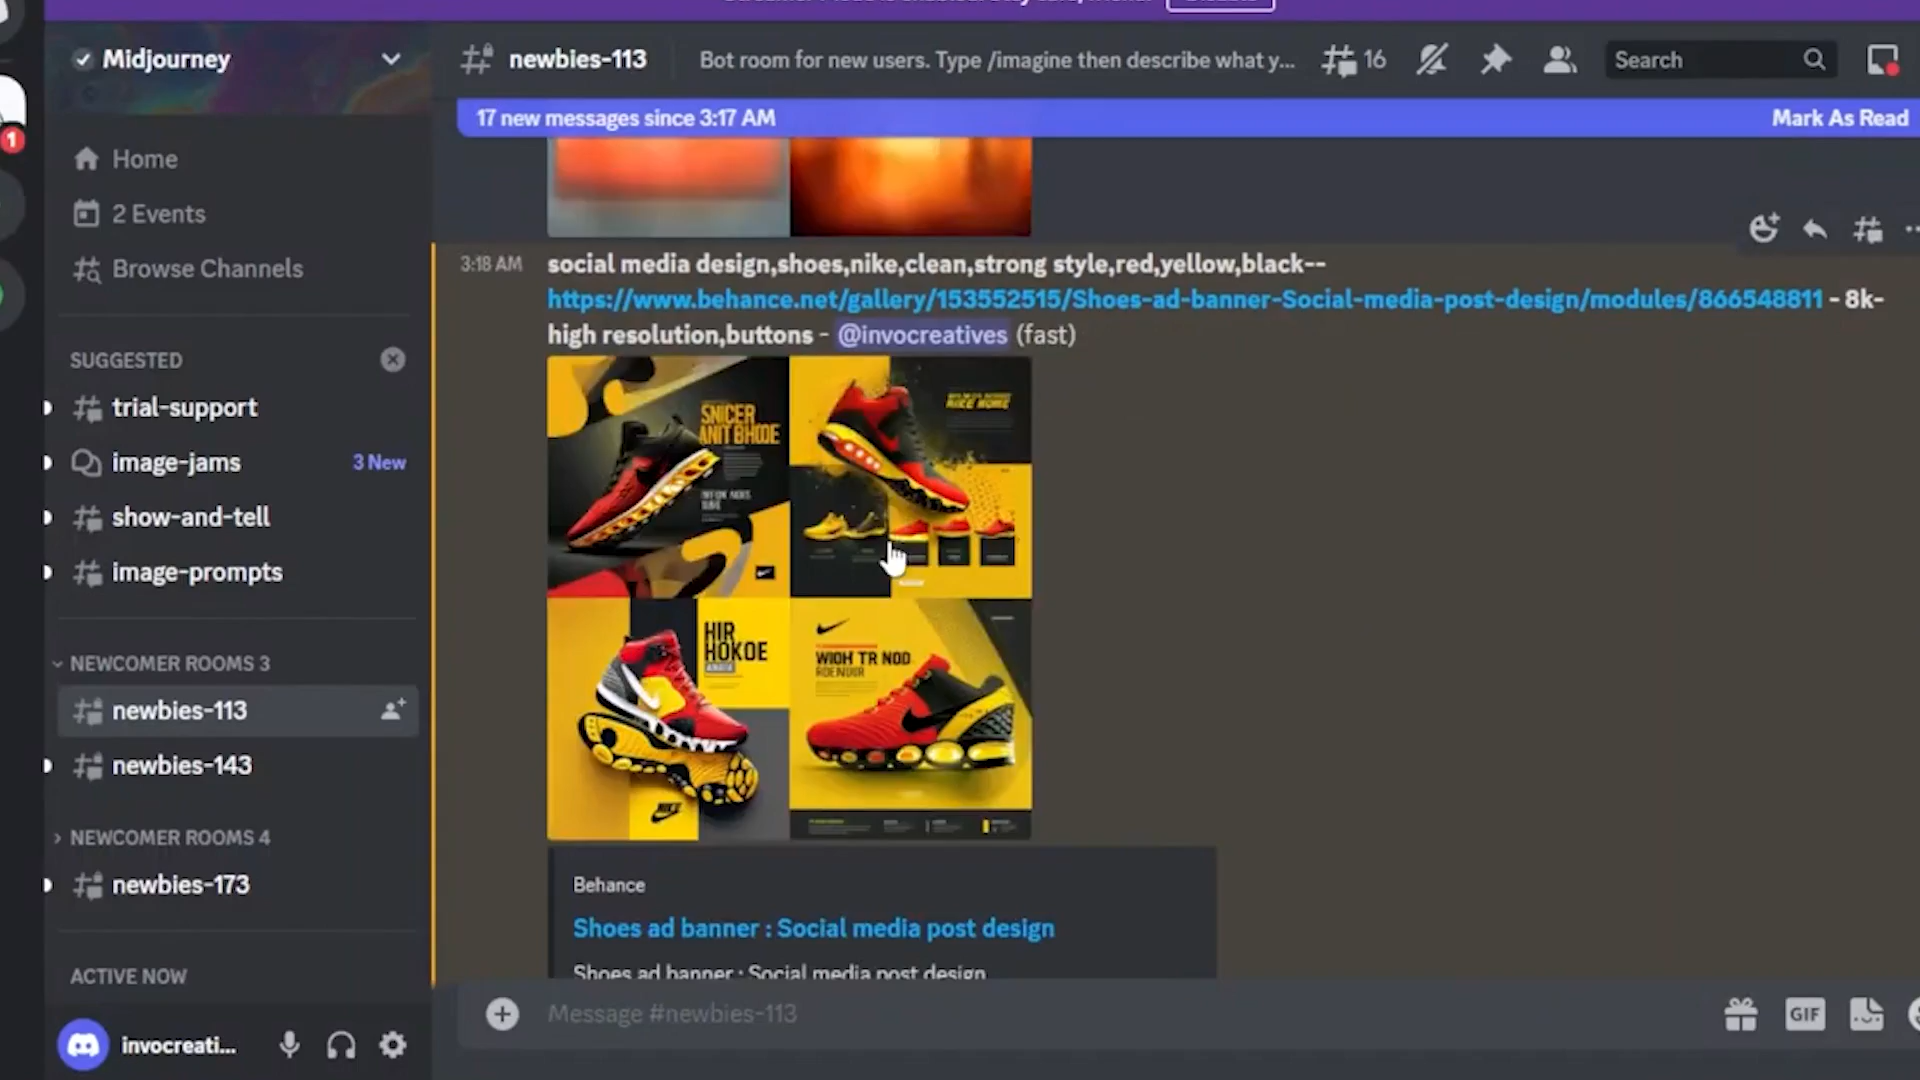 Midjourney
newbies-113
Bot room for new users. Type /imagine then describe what y...
16
Search
17 new messages since 3:17 AM
Mark As Read
1
Home
2 Events
Browse Channels
SUGGESTED
trial-support
image-jams
3 New
show-and-tell
image-prompts
NEWCOMER ROOMS 3
newbies-113
newbies-143
NEWCOMER ROOMS 4
newbies-173
ACTIVE NOW
invocreati...
3:18 AM
social media design,shoes,nike,clean,strong style,red,yellow,black--
https://www.behance.net/gallery/153552515/Shoes-ad-banner-Social-media-post-design/modules/866548811 - 8k-
high resolution,buttons - @invocreatives (fast)
SNICER
ANIT BHODE
HIR
HOKOE
WIOH TR NOD
Behance
Shoes ad banner : Social media post design
Shoes ad banner : Social media post design
Message #newbies-113
GIF